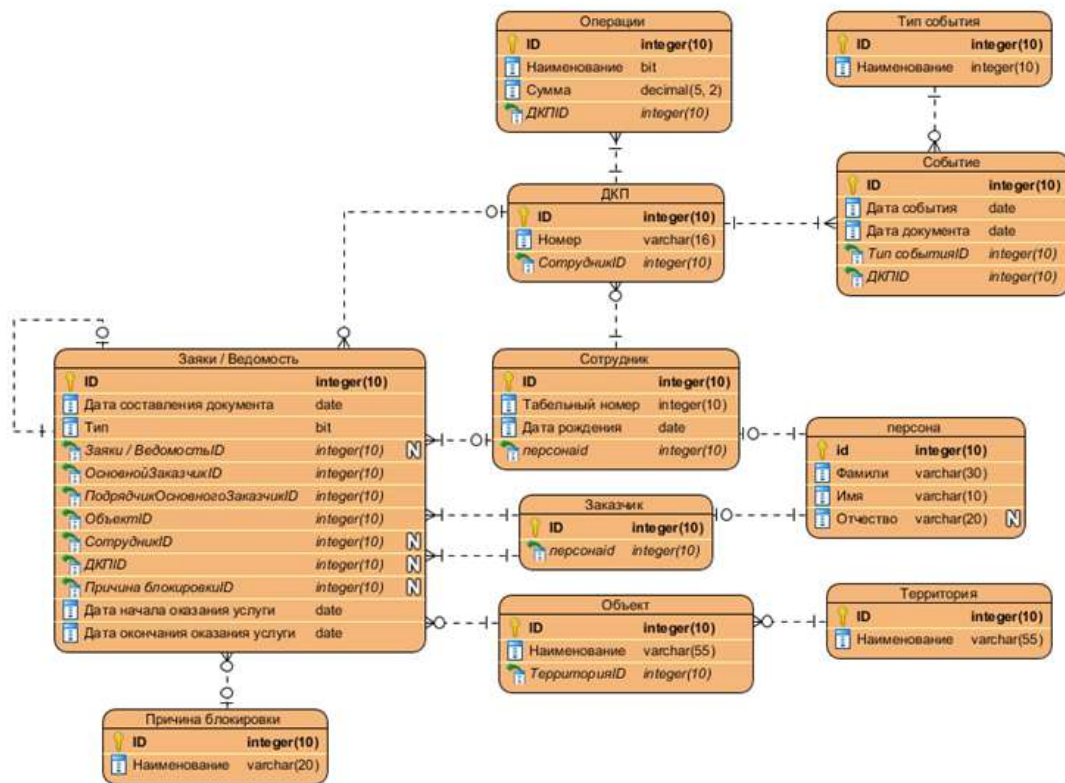 Операции
ID integer(10)
Наименование bit
Сумма decimal(5, 2)
ДКПID integer(10)
Тип события
ID integer(10)
Наименование integer(10)
Событие
ID integer(10)
Дата события date
Дата документа date
Тип событияID integer(10)
ДКПID integer(10)
ДКП
ID integer(10)
Номер varchar(16)
СотрудникID integer(10)
Заяки / Ведомость
ID integer(10)
Дата составления документа date
Тип bit
Заяки / ВедомостьID integer(10) N
ОсновнойЗаказчикID integer(10)
ПодрядчикОсновногоЗаказчикID integer(10)
ОбъектID integer(10)
СотрудникID integer(10) N
ДКПID integer(10) N
Причина блокировкиID integer(10) N
Дата начала оказания услуги date
Дата окончания оказания услуги date
Сотрудник
ID integer(10)
Табельный номер integer(10)
Дата рождения date
персонаid integer(10)
персона
id integer(10)
Фамили varchar(30)
Имя varchar(10)
Отчество varchar(20) N
Заказчик
ID integer(10)
персонаid integer(10)
Объект
ID integer(10)
Наименование varchar(55)
ТерриторияID integer(10)
Территория
ID integer(10)
Наименование varchar(55)
Причина блокировки
ID integer(10)
Наименование varchar(20)